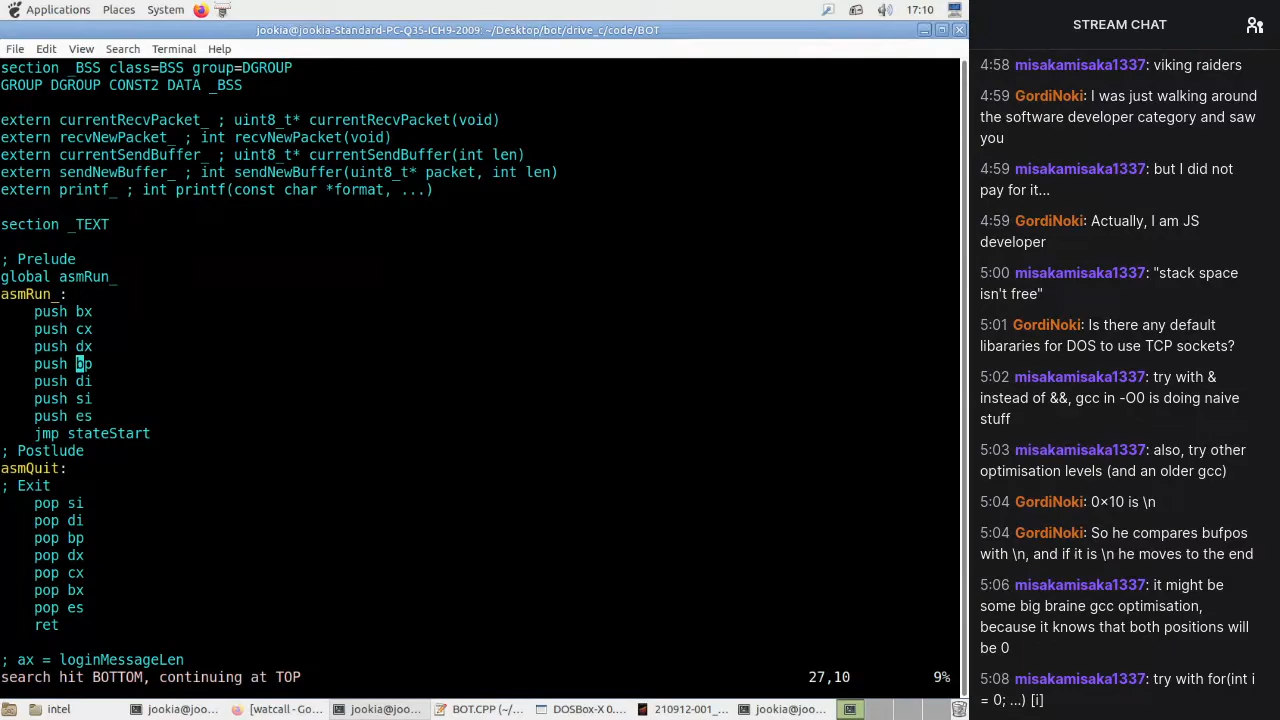 Applications Places System 17:10
jookia@jookia-Standard-PC-Q35-ICH9-2009: ~/Desktop/bot/drive_c/code/BOT
File Edit View Search Terminal Help
section _BSS class=BSS group=DGROUP
GROUP DGROUP CONST2 DATA _BSS
extern currentRecvPacket_ ; uint8_t* currentRecvPacket(void)
extern recvNewPacket_ ; int recvNewPacket(void)
extern currentSendBuffer_ ; uint8_t* currentSendBuffer(int len)
extern sendNewBuffer_ ; int sendNewBuffer(uint8_t* packet, int len)
extern printf_ ; int printf(const char *format, ...)
section _TEXT
; Prelude
global asmRun_
asmRun_:
push bx
push cx
push dx
push bp
push di
push si
push es
jmp stateStart
; Postlude
asmQuit:
; Exit
pop si
pop di
pop bp
pop dx
pop cx
pop bx
pop es
ret
; ax = loginMessageLen
search hit BOTTOM, continuing at TOP 27,10 9%
intel jookia@joo... [watcall - Go... jookia@joo... BOT.CPP (~/... DOSBox-X 0.... 210912-001_... jookia@joo...
STREAM CHAT
4:58 misakamisaka1337: viking raiders
4:59 GordiNoki: I was just walking around
the software developer category and saw
you
4:59 misakamisaka1337: but I did not
pay for it...
4:59 GordiNoki: Actually, I am JS
developer
5:00 misakamisaka1337: "stack space
isn't free"
5:01 GordiNoki: Is there any default
libararies for DOS to use TCP sockets?
5:02 misakamisaka1337: try with &
instead of &&, gcc in -O0 is doing naive
stuff
5:03 misakamisaka1337: also, try other
optimisation levels (and an older gcc)
5:04 GordiNoki: 0×10 is \n
5:04 GordiNoki: So he compares bufpos
with \n, and if it is \n he moves to the end
5:06 misakamisaka1337: it might be
some big braine gcc optimisation,
because it knows that both positions will
be 0
5:08 misakamisaka1337: try with for(int i
= 0; ...) [i]